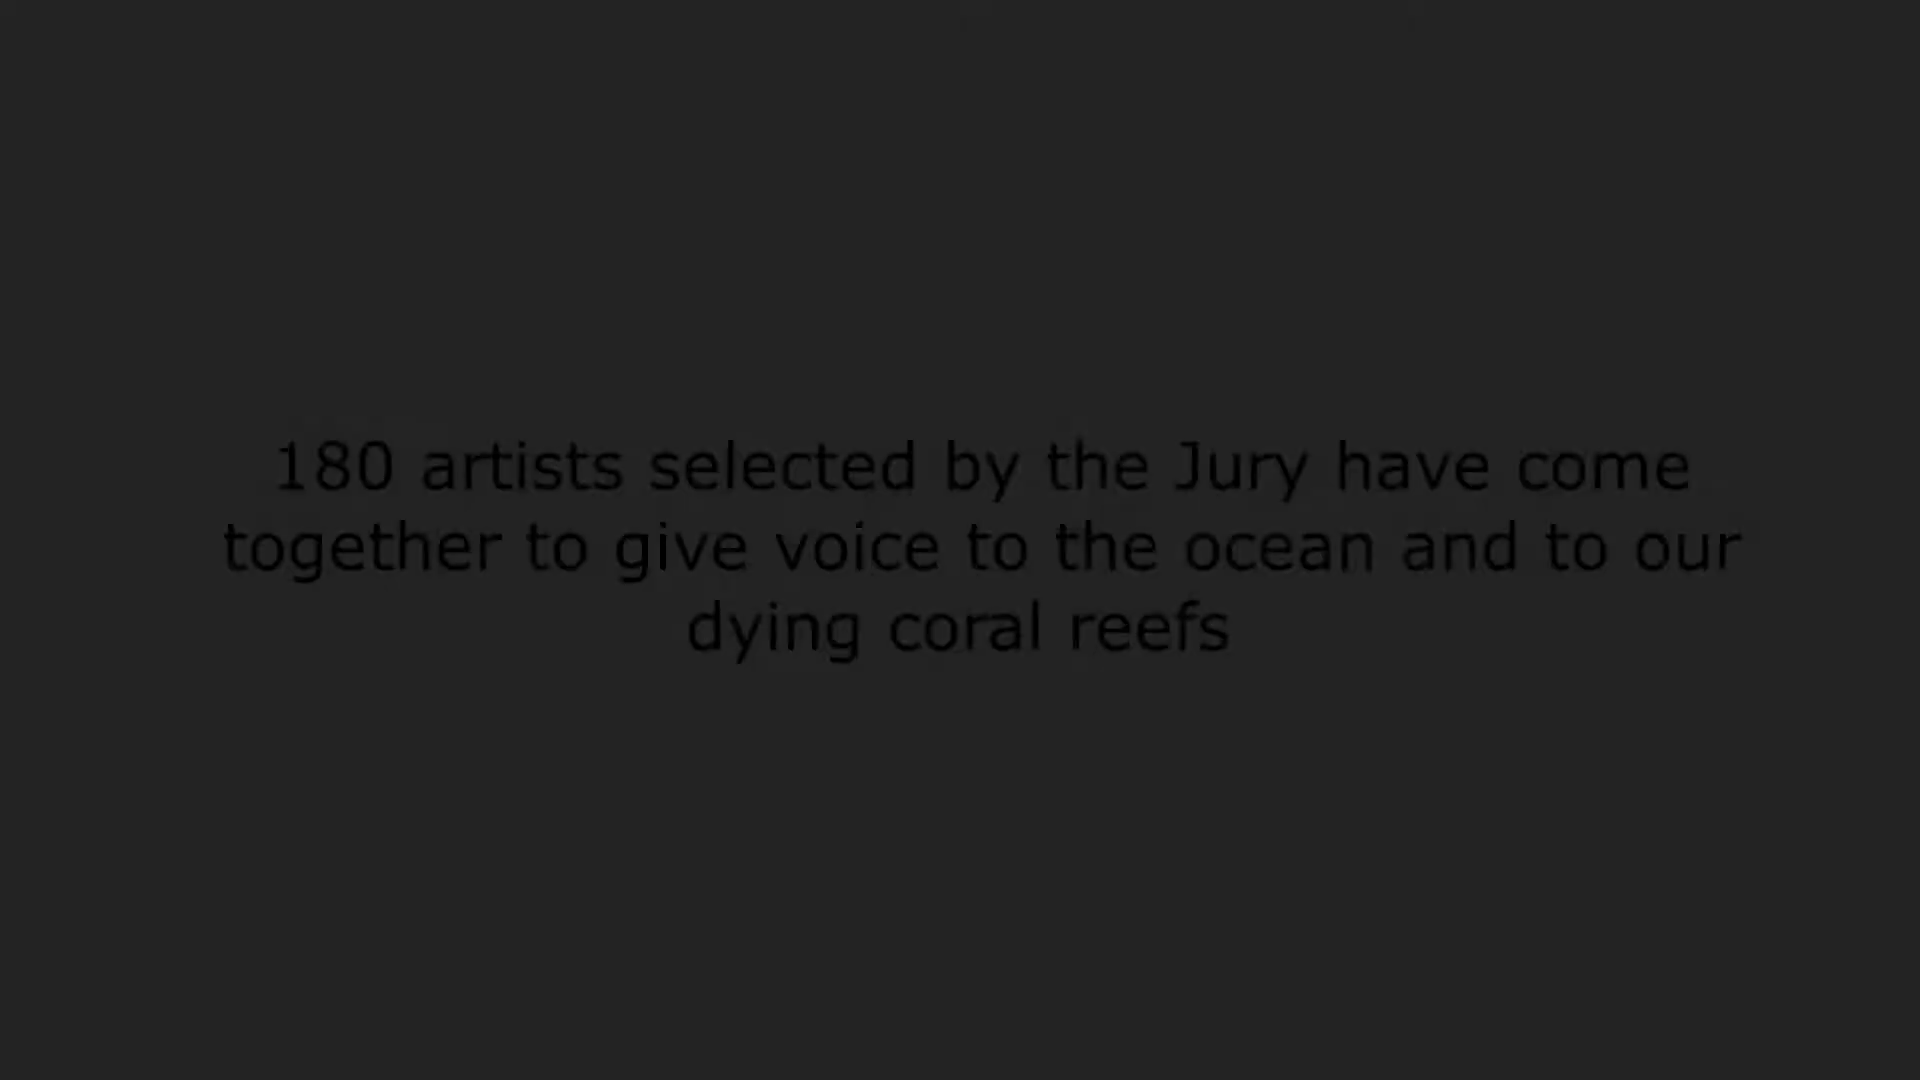 180 artists selected by the Jury have come
together to give voice to the ocean and to our
dying coral reefs